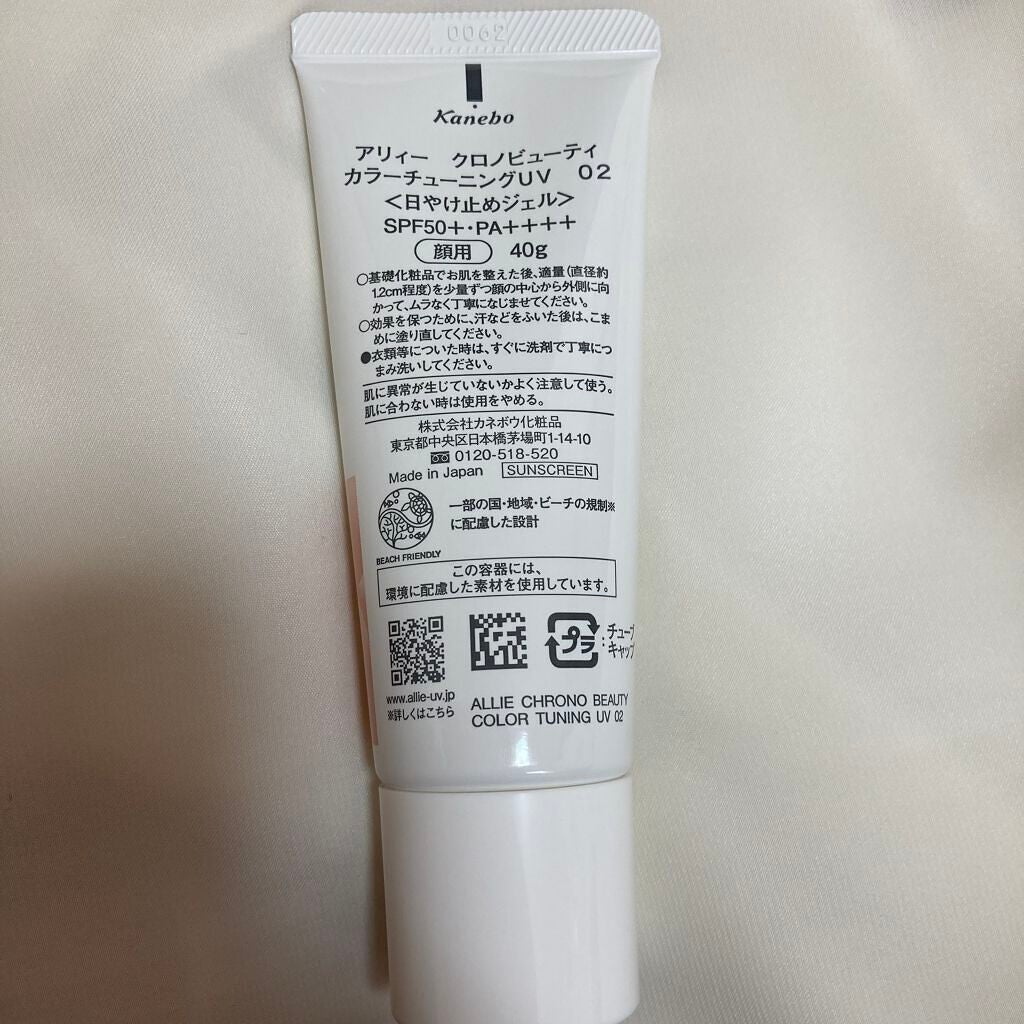 0062
Kanebo
アリィー クロノビューティ
カラーチューニングUV 02
＜日やけ止めジェル＞
SPF50+・PA++++
顔用 40g
○基礎化粧品でお肌を整えた後、適量（直径約
1.2cm程度）を少量ずつ顔の中心から外側に向
かって、ムラなく丁寧になじませてください。
○効果を保つために、汗などをふいた後は、こま
めに塗り直してください。
●衣類等についた時は、すぐに洗剤で丁寧につ
まみ洗いしてください。
肌に異常が生じていないかよく注意して使う。
肌に合わない時は使用をやめる。
株式会社カネボウ化粧品
東京都中央区日本橋茅場町1-14-10
0120-518-520
Made in Japan SUNSCREEN
一部の国・地域・ビーチの規制※
に配慮した設計
BEACH FRIENDLY
この容器には、
環境に配慮した素材を使用しています。
プラ : チューブ
キャップ
www.allie-uv.jp
※詳しくはこちら
ALLIE CHRONO BEAUTY
COLOR TUNING UV 02